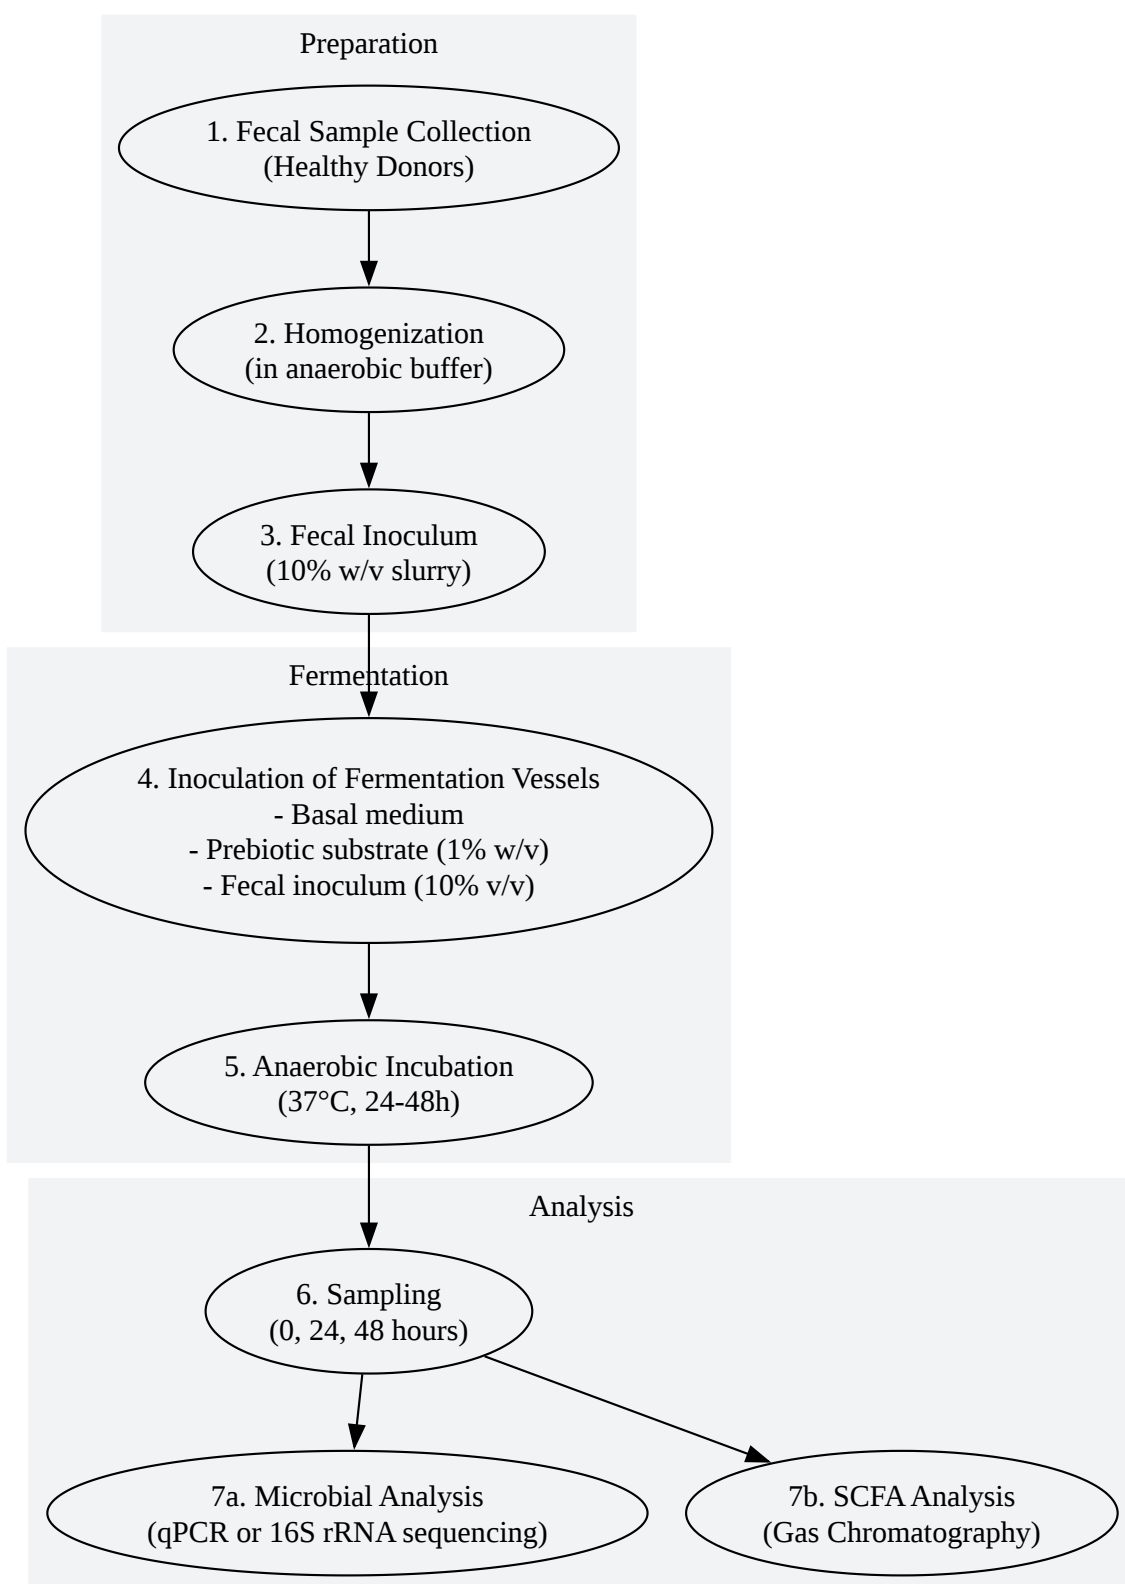 Preparation
1. Fecal Sample Collection
(Healthy Donors)
2. Homogenization
(in anaerobic buffer)
3. Fecal Inoculum
(10% w/v slurry)
Fermentation
4. Inoculation of Fermentation Vessels
- Basal medium
- Prebiotic substrate (1% w/v)
- Fecal inoculum (10% v/v)
5. Anaerobic Incubation
(37°C, 24-48h)
Analysis
6. Sampling
(0, 24, 48 hours)
7a. Microbial Analysis
(qPCR or 16S rRNA sequencing)
7b. SCFA Analysis
(Gas Chromatography)